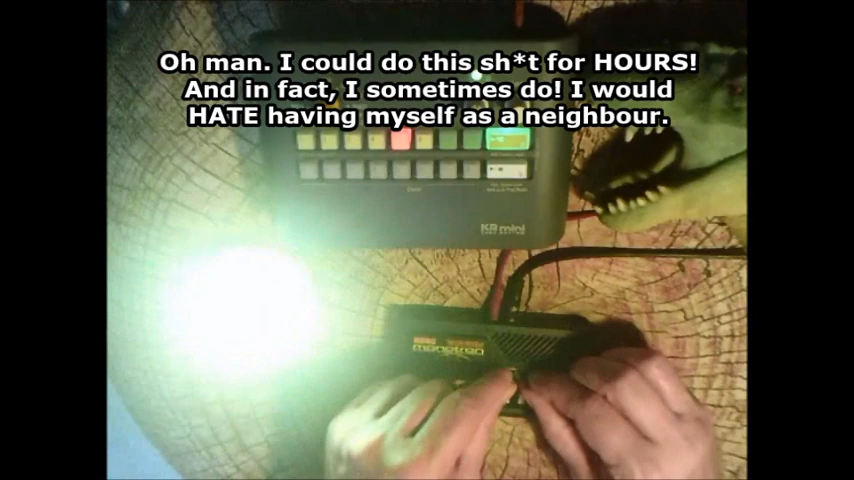 Oh man. I could do this sh*t for HOURS!
And in fact, I sometimes do! I would
HATE having myself as a neighbour.
KR mini